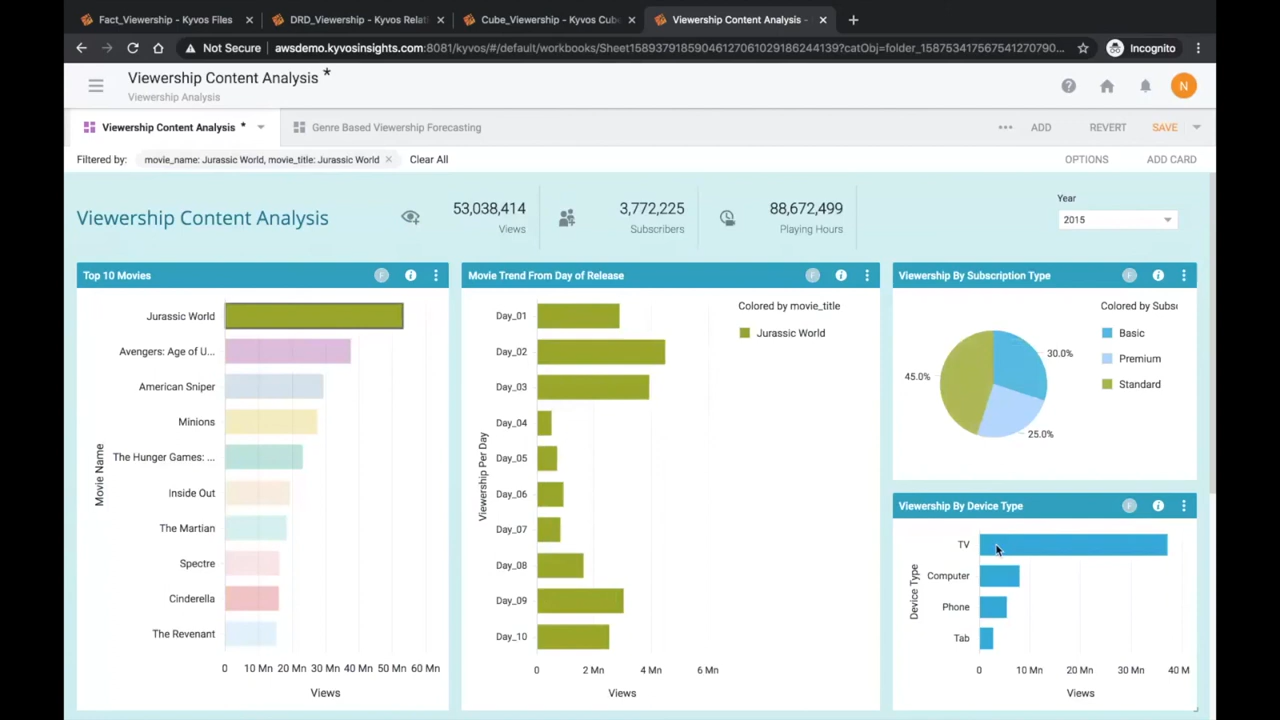 Fact_Viewership - Kyvos Files
DRD_Viewership - Kyvos Relat
Cube_Viewership - Kyvos Cube
Viewership Content Analysis -
Not Secure
awsdemo.kyvosinsights.com:8081/kyvos/#/default/workbooks/Sheet15893791859046127061029186244139?catObj=folder_158753417567541270790...
Incognito
Viewership Content Analysis *
Viewership Analysis
N
Viewership Content Analysis *
Genre Based Viewership Forecasting
ADD
REVERT
SAVE
Filtered by:
movie_name: Jurassic World, movie_title: Jurassic World
Clear All
OPTIONS
ADD CARD
Viewership Content Analysis
53,038,414
Views
3,772,225
Subscribers
88,672,499
Playing Hours
Year
2015
Top 10 Movies
Movie Name
Jurassic World
Avengers: Age of U...
American Sniper
Minions
The Hunger Games: ...
Inside Out
The Martian
Spectre
Cinderella
The Revenant
0 10 Mn 20 Mn 30 Mn 40 Mn 50 Mn 60 Mn
Views
Movie Trend From Day of Release
Viewership Per Day
Day_01
Day_02
Day_03
Day_04
Day_05
Day_06
Day_07
Day_08
Day_09
Day_10
0 2 Mn 4 Mn 6 Mn
Views
Colored by movie_title
Jurassic World
Viewership By Subscription Type
30.0%
45.0%
25.0%
Colored by Subs
Basic
Premium
Standard
Viewership By Device Type
Device Type
TV
Computer
Phone
Tab
0 10 Mn 20 Mn 30 Mn 40 M
Views